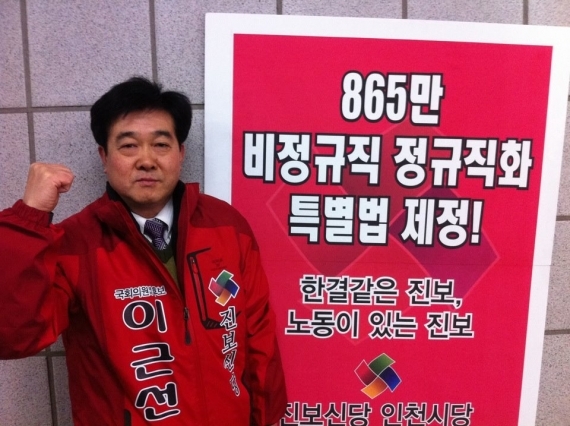 865만
비정규직 정규직화
특별법 제정!
한결같은 진보,
노동이 있는 진보
진보신당 인천시당
국회의원후보
이근선
진보신당